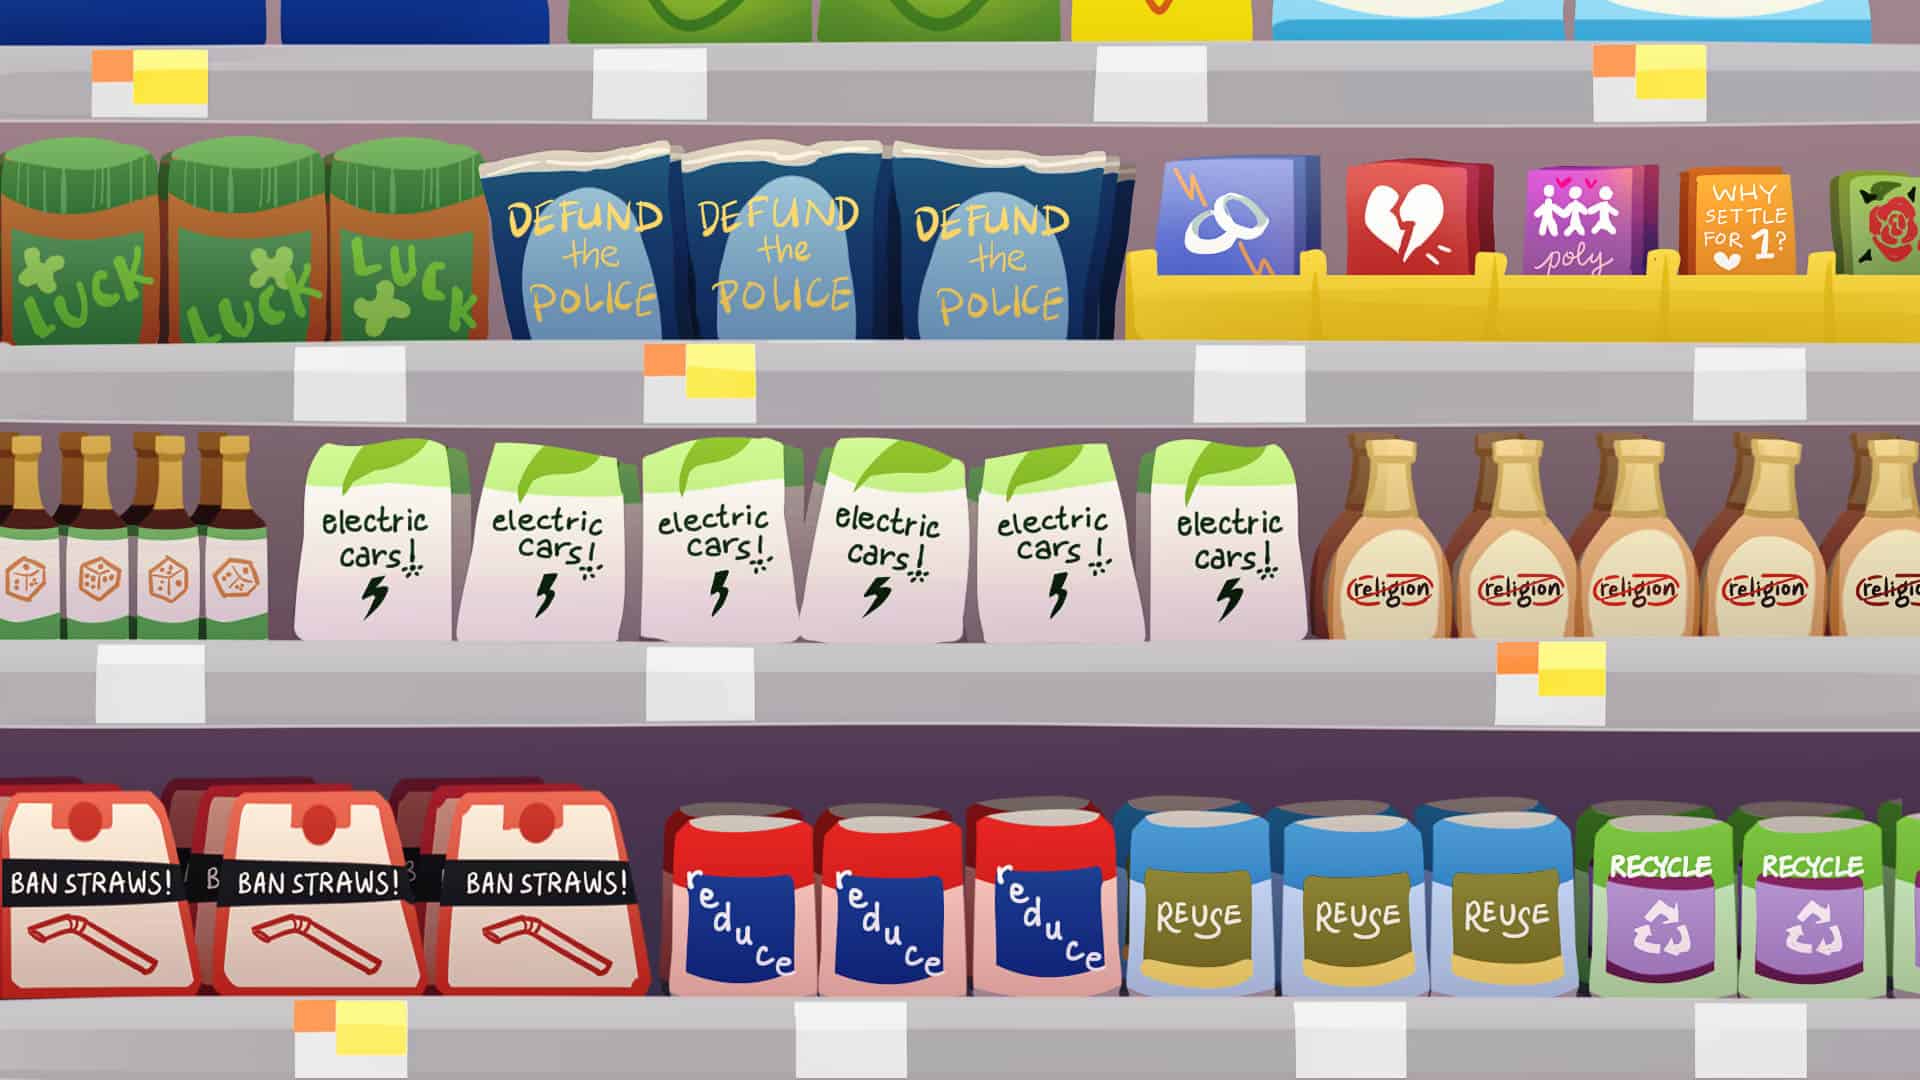 LUCK
LUCK
LUCK
DEFUND
the
POLICE
DEFUND
the
POLICE
DEFUND
the
POLICE
poly
WHY
SETTLE
FOR 1?
electric
cars!
electric
cars!
electric
cars!
electric
cars!
electric
cars!
electric
cars!
religion
religion
religion
religion
religio
BAN STRAWS!
B
BAN STRAWS!
BAN STRAWS!
reduce
reduce
reduce
REUSE
REUSE
REUSE
RECYCLE
RECYCLE